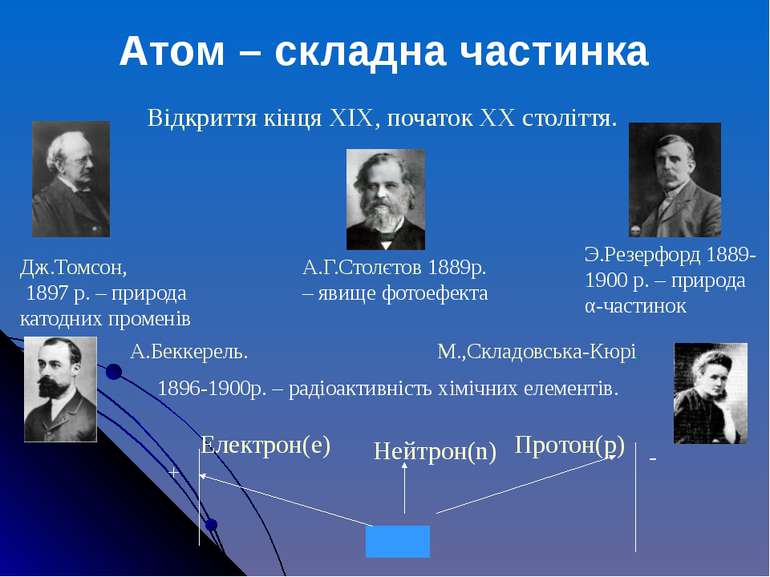 Атом – складна частинка
Відкриття кінця XIX, початок XX століття.
Дж.Томсон,
1897 р. – природа
катодних променів
А.Г.Столєтов 1889р.
– явище фотоефекта
Э.Резерфорд 1889-
1900 р. – природа
α-частинок
А.Беккерель.
М.,Складовська-Кюрі
1896-1900р. – радіоактивність хімічних елементів.
Електрон(е)
Нейтрон(n)
Протон(р)
+
-